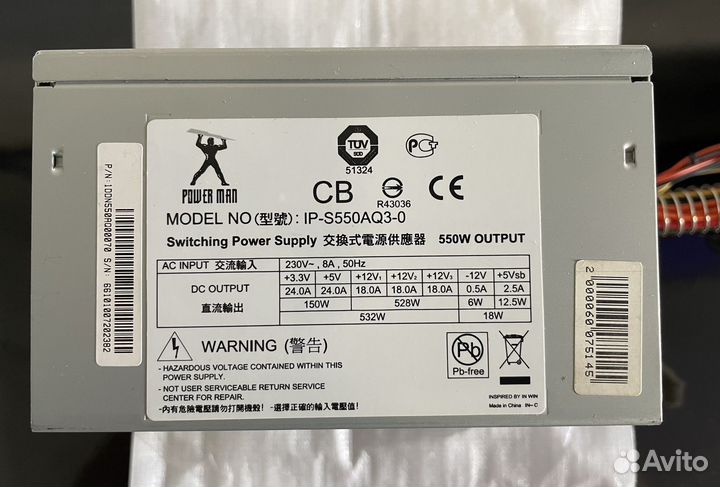 POWER MAN
TÜV
SÜD
51324
PG
CB
R43036
CE
MODEL NO(型號): IP-S550AQ3-0
Switching Power Supply 交換式電源供應器 550W OUTPUT
AC INPUT 交流輸入 230V~, 8A, 50Hz
DC OUTPUT
直流輸出
+3.3V +5V +12V₁ +12V₂ +12V₃ -12V +5Vsb
24.0A 24.0A 18.0A 18.0A 18.0A 0.5A 2.5A
150W 528W 6W 12.5W
532W 18W
WARNING (警告)
- HAZARDOUS VOLTAGE CONTAINED WITHIN THIS
POWER SUPPLY.
- NOT USER SERVICEABLE RETURN SERVICE
CENTER FOR REPAIR.
-內有危險電壓請勿打開機殼! -選擇正確的輸入電壓值!
Pb
Pb-free
INSPIRED BY IN WIN
Made in China IN- C
2 000060 075145
Avito